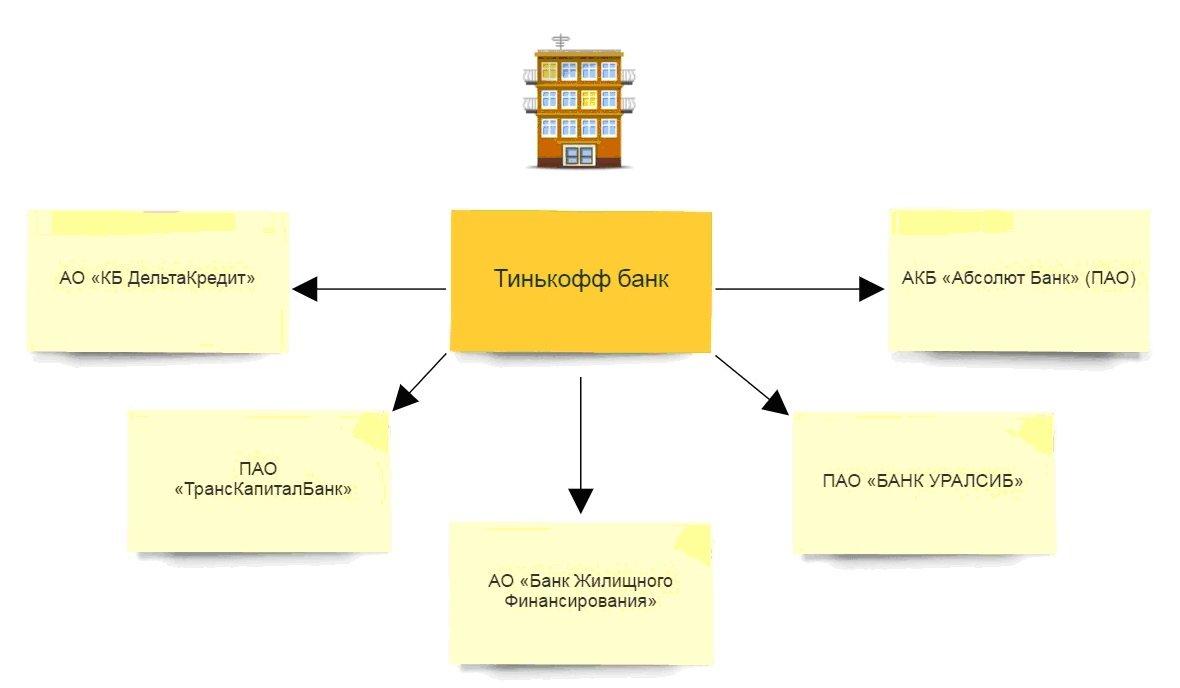 АО «КБ ДельтаКредит»
Тинькофф банк
АКБ «Абсолют Банк» (ПАО)
ПАО
«ТрансКапиталБанк»
ПАО «БАНК УРАЛСИБ»
АО «Банк Жилищного
Финансирования»